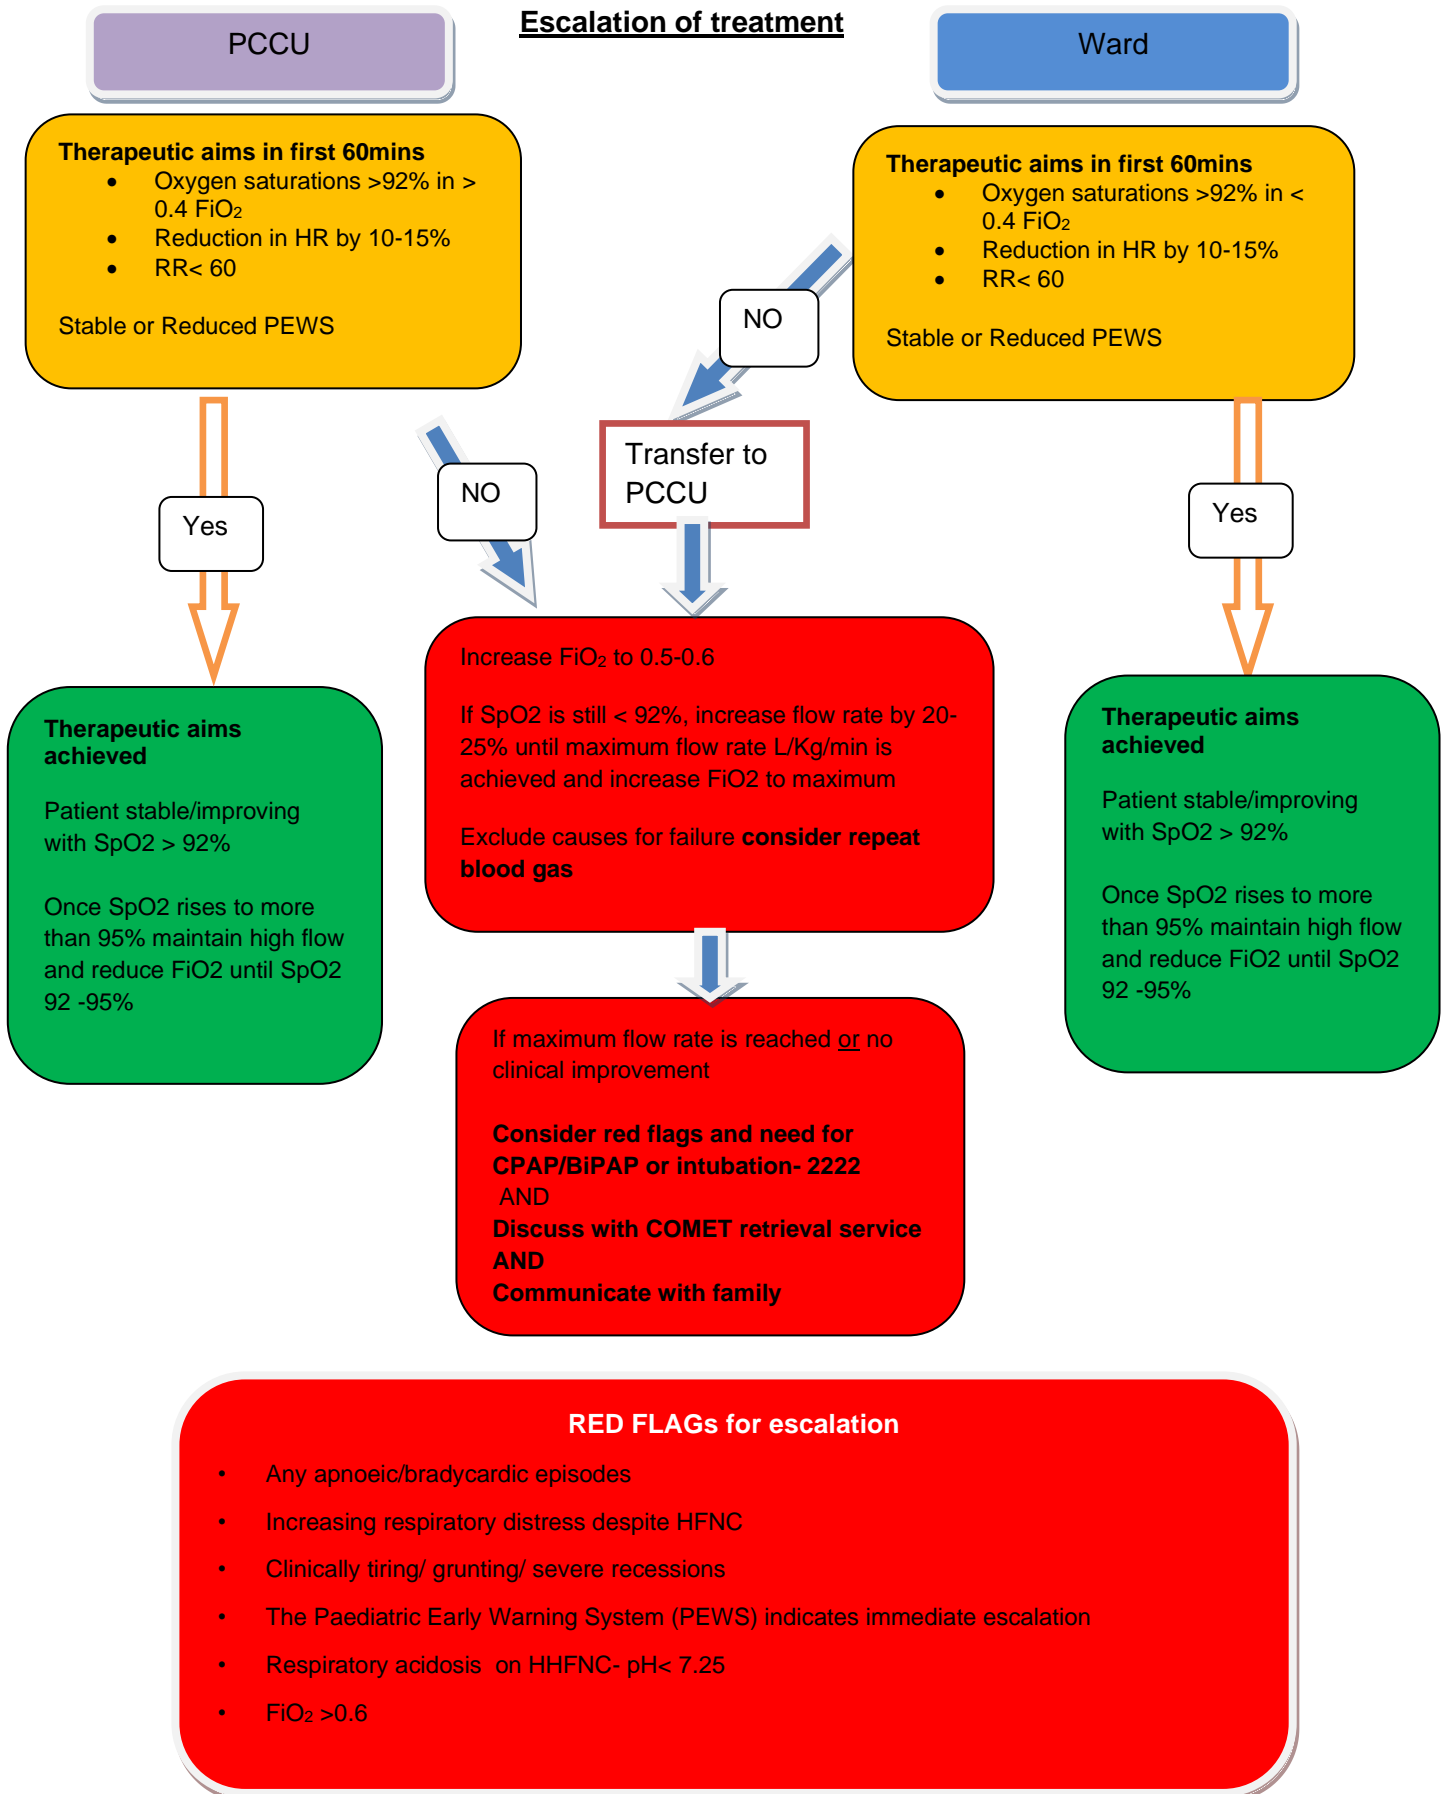 Escalation of treatment
PCCU
Ward
Therapeutic aims in first 60mins
• Oxygen saturations >92% in >
0.4 FiO2
• Reduction in HR by 10-15%
• RR< 60
Stable or Reduced PEWS
Therapeutic aims in first 60mins
• Oxygen saturations >92% in <
0.4 FiO2
• Reduction in HR by 10-15%
• RR< 60
Stable or Reduced PEWS
NO
Transfer to
PCCU
NO
Yes
Yes
Increase FiO2 to 0.5-0.6
If SpO2 is still < 92%, increase flow rate by 20-
25% until maximum flow rate L/Kg/min is
achieved and increase FiO2 to maximum
Exclude causes for failure consider repeat
blood gas
Therapeutic aims
achieved
Patient stable/improving
with SpO2 > 92%
Once SpO2 rises to more
than 95% maintain high flow
and reduce FiO2 until SpO2
92 -95%
Therapeutic aims
achieved
Patient stable/improving
with SpO2 > 92%
Once SpO2 rises to more
than 95% maintain high flow
and reduce FiO2 until SpO2
92 -95%
If maximum flow rate is reached or no
clinical improvement
Consider red flags and need for
CPAP/BiPAP or intubation- 2222
AND
Discuss with COMET retrieval service
AND
Communicate with family
RED FLAGs for escalation
• Any apnoeic/bradycardic episodes
• Increasing respiratory distress despite HFNC
• Clinically tiring/ grunting/ severe recessions
• The Paediatric Early Warning System (PEWS) indicates immediate escalation
• Respiratory acidosis  on HHFNC- pH< 7.25
• FiO2 >0.6